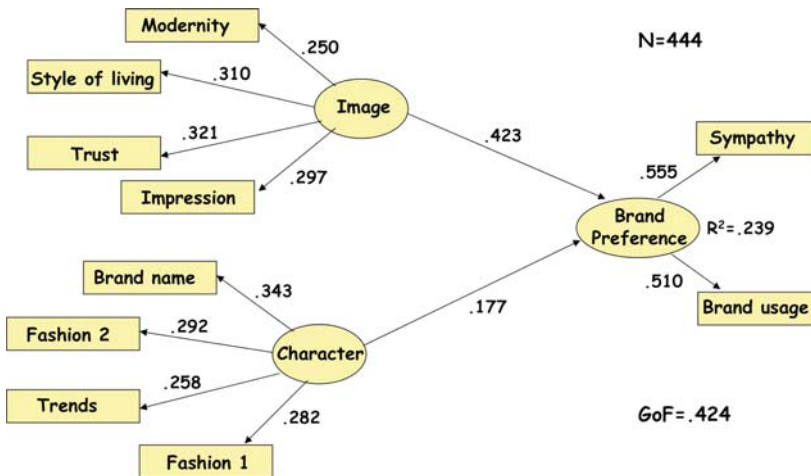 Modernity
N=444
.250
Style of living
.310
Image
.321
.423
Sympathy
Trust
.297
.555
Impression
Brand
Preference
R²=.239
Brand name
.343
.510
.177
Brand usage
Fashion 2
.292
Character
.258
Trends
.282
GoF=.424
Fashion 1